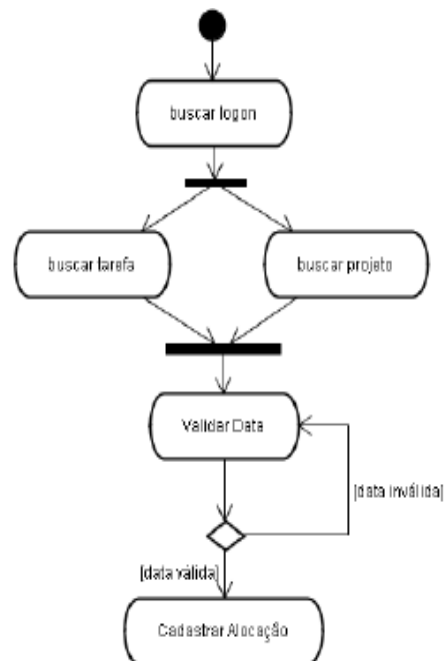 buscar logon
buscar tarefa
buscar projeto
Validar Data
[data inválida]
[data válida]
Cadastrar Alocação